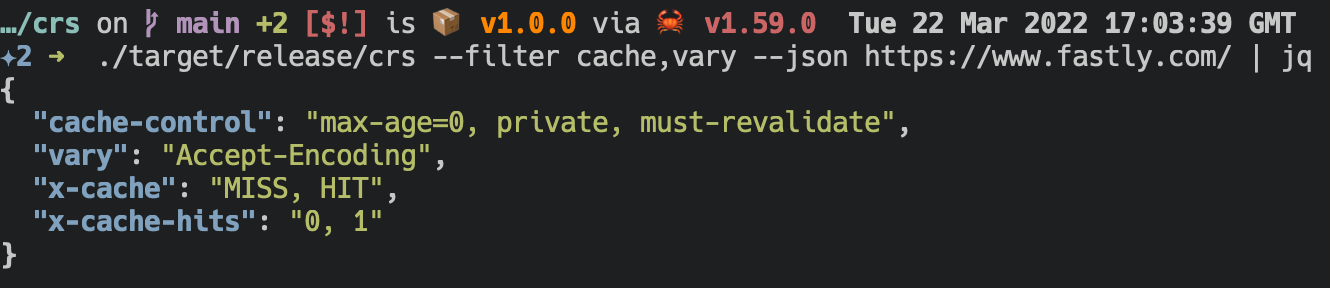 …/crs on main +2 [$!] is 📦 v1.0.0 via 🦀 v1.59.0 Tue 22 Mar 2022 17:03:39 GMT
✦2 ➜ ./target/release/crs --filter cache,vary --json https://www.fastly.com/ | jq
{
  "cache-control": "max-age=0, private, must-revalidate",
  "vary": "Accept-Encoding",
  "x-cache": "MISS, HIT",
  "x-cache-hits": "0, 1"
}